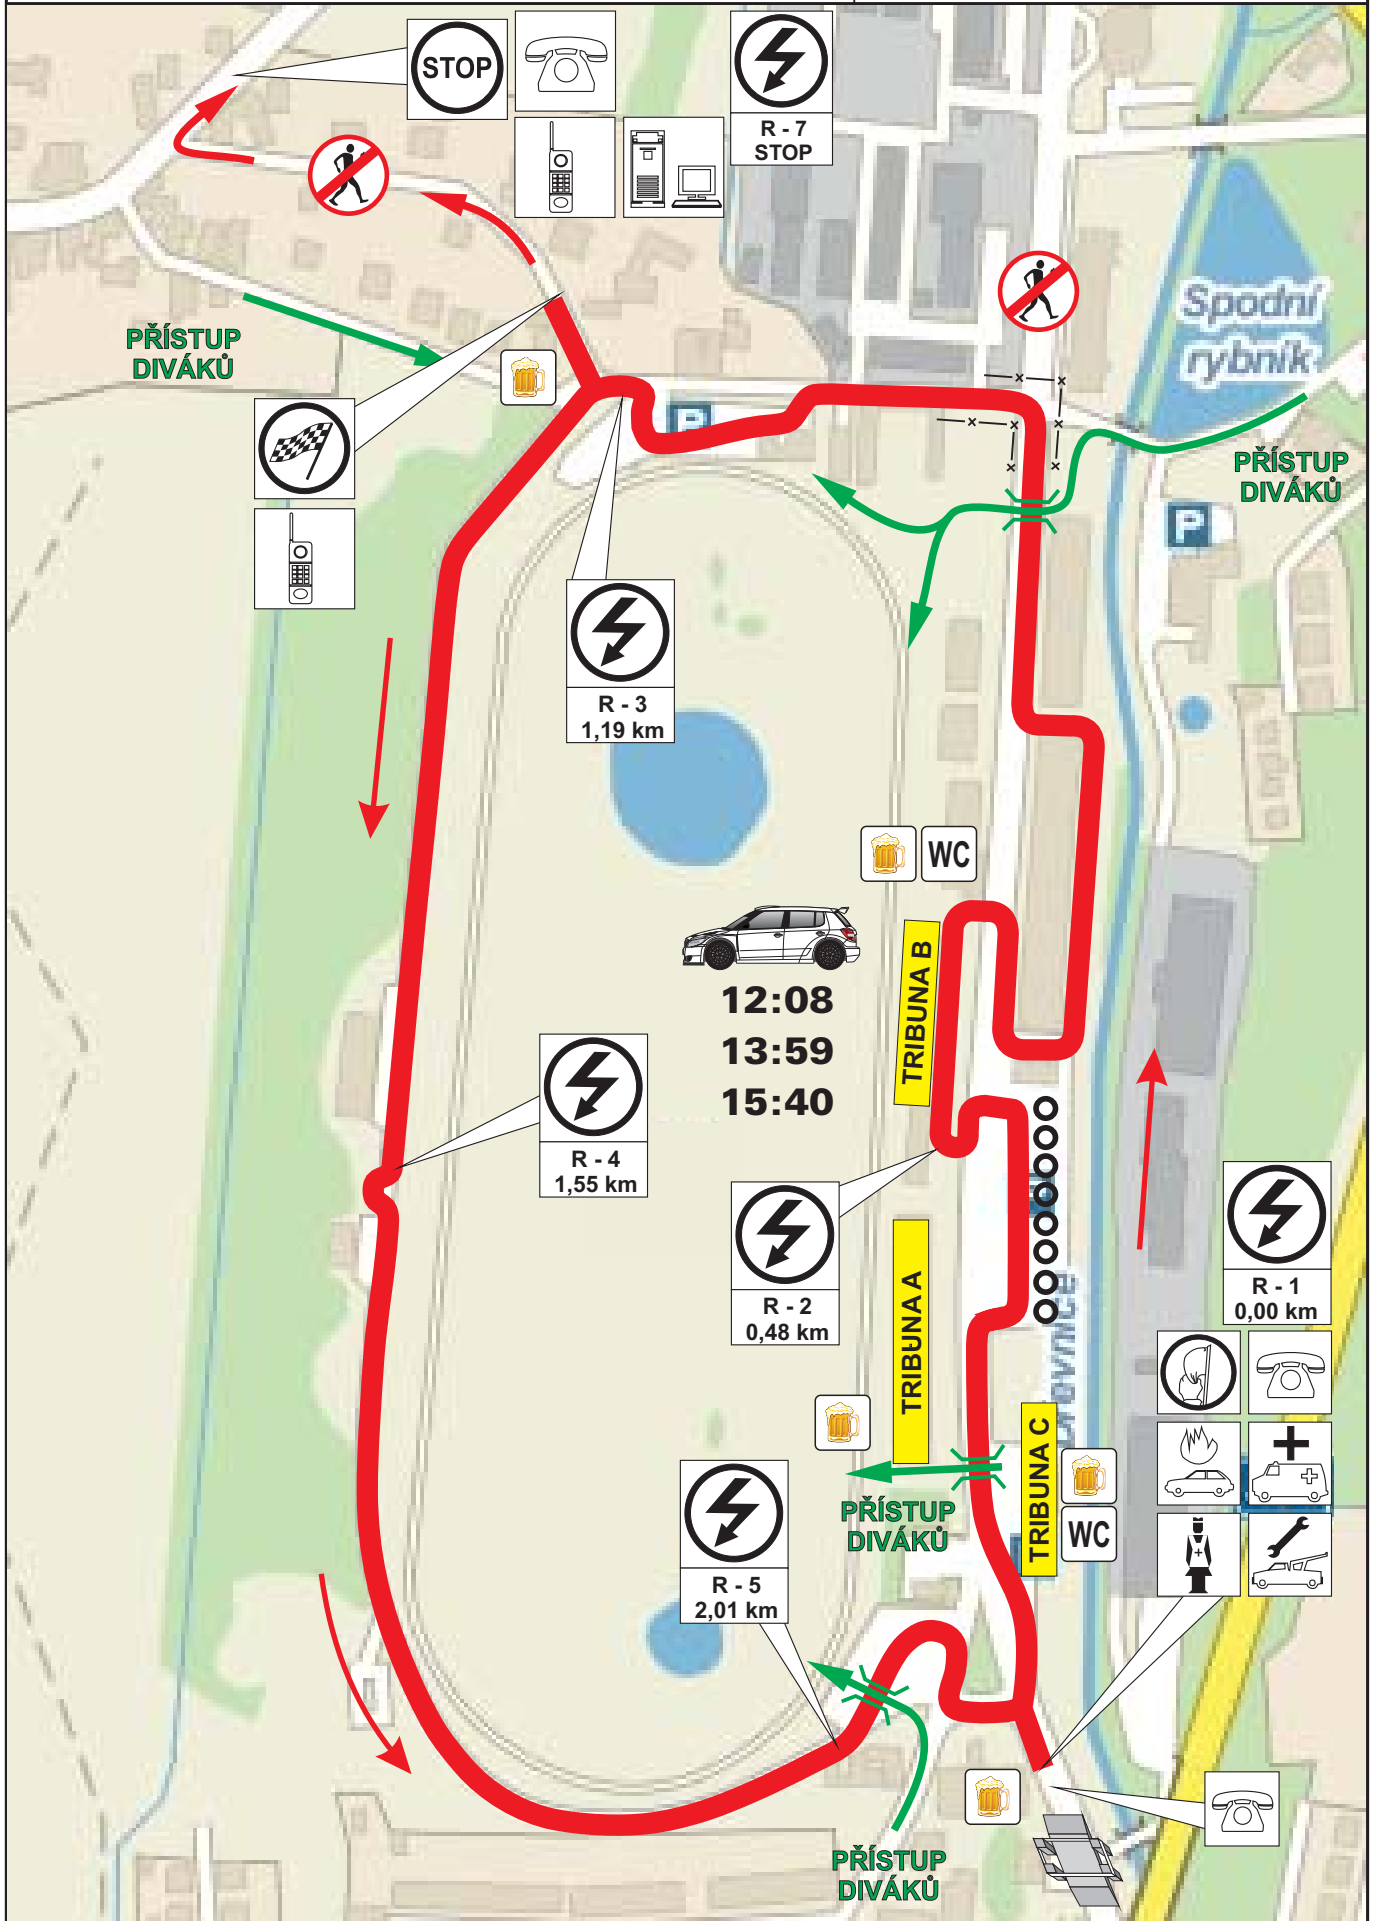 STOP
R - 7
STOP
Spodní
rybník
PŘÍSTUP
DIVÁKŮ
P
PŘÍSTUP
DIVÁKŮ
P
R - 3
1,19 km
WC
TRIBUNA B
12:08
13:59
15:40
R - 4
1,55 km
R - 2
0,48 km
R - 1
0,00 km
TRIBUNA A
TRIBUNA C
WC
PŘÍSTUP
DIVÁKŮ
R - 5
2,01 km
PŘÍSTUP
DIVÁKŮ